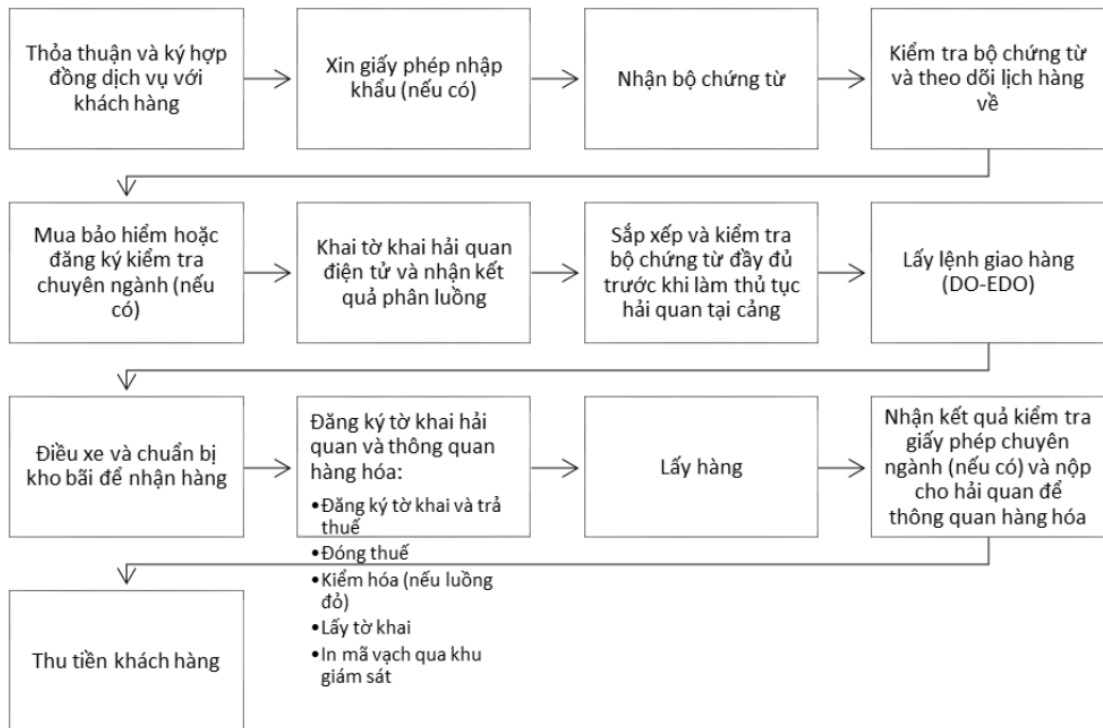 Thỏa thuận và ký hợp
đồng dịch vụ với
khách hàng
Xin giấy phép nhập
khẩu (nếu có)
Nhận bộ chứng từ
Kiểm tra bộ chứng từ
và theo dõi lịch hàng
về
Mua bảo hiểm hoặc
đăng ký kiểm tra
chuyên ngành (nếu
có)
Khai tờ khai hải quan
điện tử và nhận kết
quả phân luồng
Sắp xếp và kiểm tra
bộ chứng từ đầy đủ
trước khi làm thủ tục
hải quan tại cảng
Lấy lệnh giao hàng
(DO-EDO)
Điều xe và chuẩn bị
kho bãi để nhận hàng
Đăng ký tờ khai hải
quan và thông quan
hàng hóa:
•Đăng ký tờ khai và trả
thuế
•Đóng thuế
•Kiểm hóa (nếu luồng
đỏ)
•Lấy tờ khai
•In mã vạch qua khu
giám sát
Lấy hàng
Nhận kết quả kiểm tra
giấy phép chuyên
ngành (nếu có) và nộp
cho hải quan để
thông quan hàng hóa
Thu tiền khách hàng